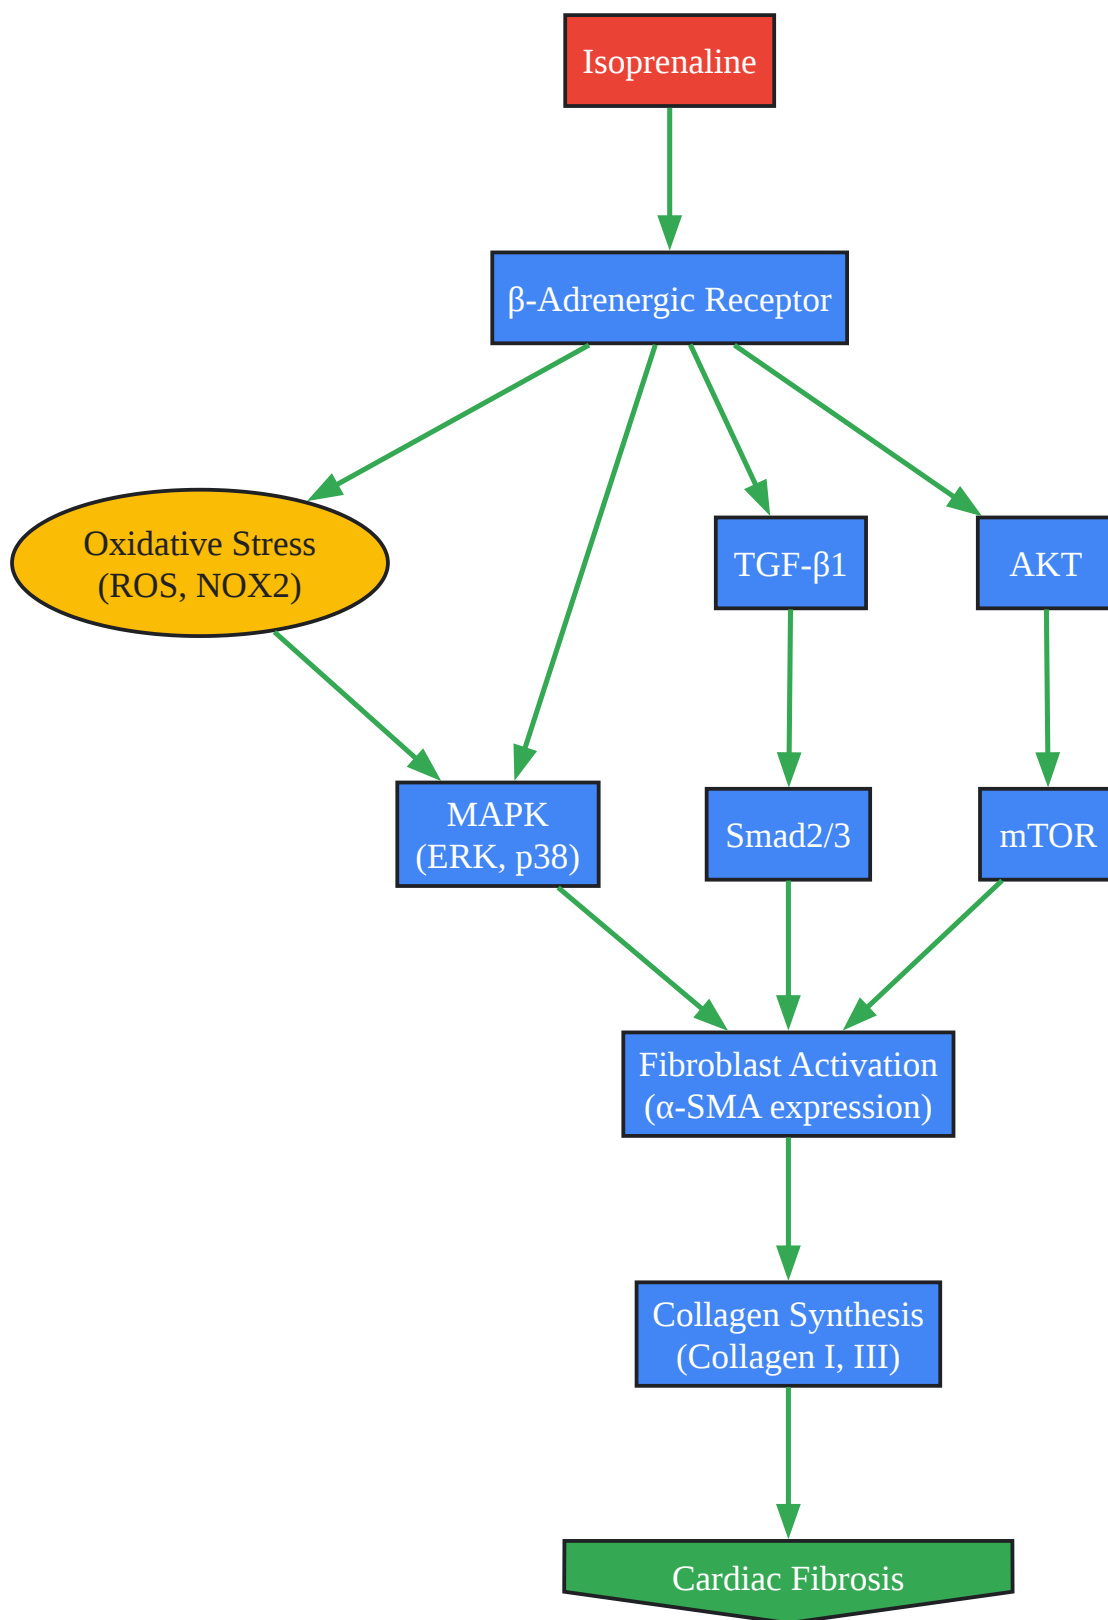 Isoprenaline
β-Adrenergic Receptor
Oxidative Stress
(ROS, NOX2)
TGF-β1
AKT
MAPK
(ERK, p38)
Smad2/3
mTOR
Fibroblast Activation
(α-SMA expression)
Collagen Synthesis
(Collagen I, III)
Cardiac Fibrosis